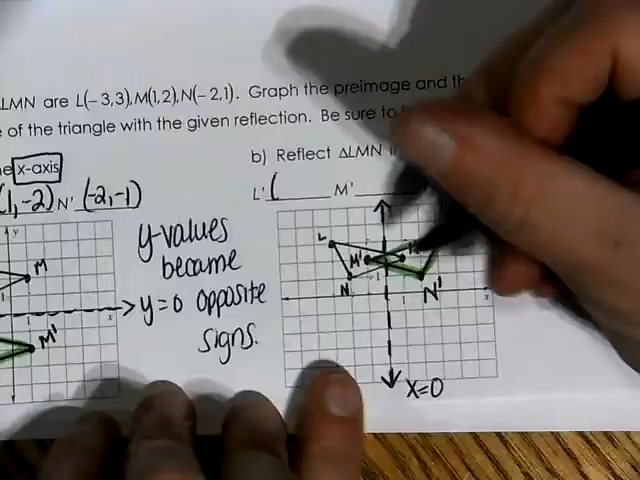 LMN are L(−3,3),M(1,2),N(−2,1). Graph the preimage and th
e of the triangle with the given reflection. Be sure to
e x-axis
b) Reflect ΔLMN
(1,-2) N' (-2,-1)
L' ( M'
y-values
became
y=0 opposite
signs.
y
M
x
M'
L
M'
N
N'
x=0